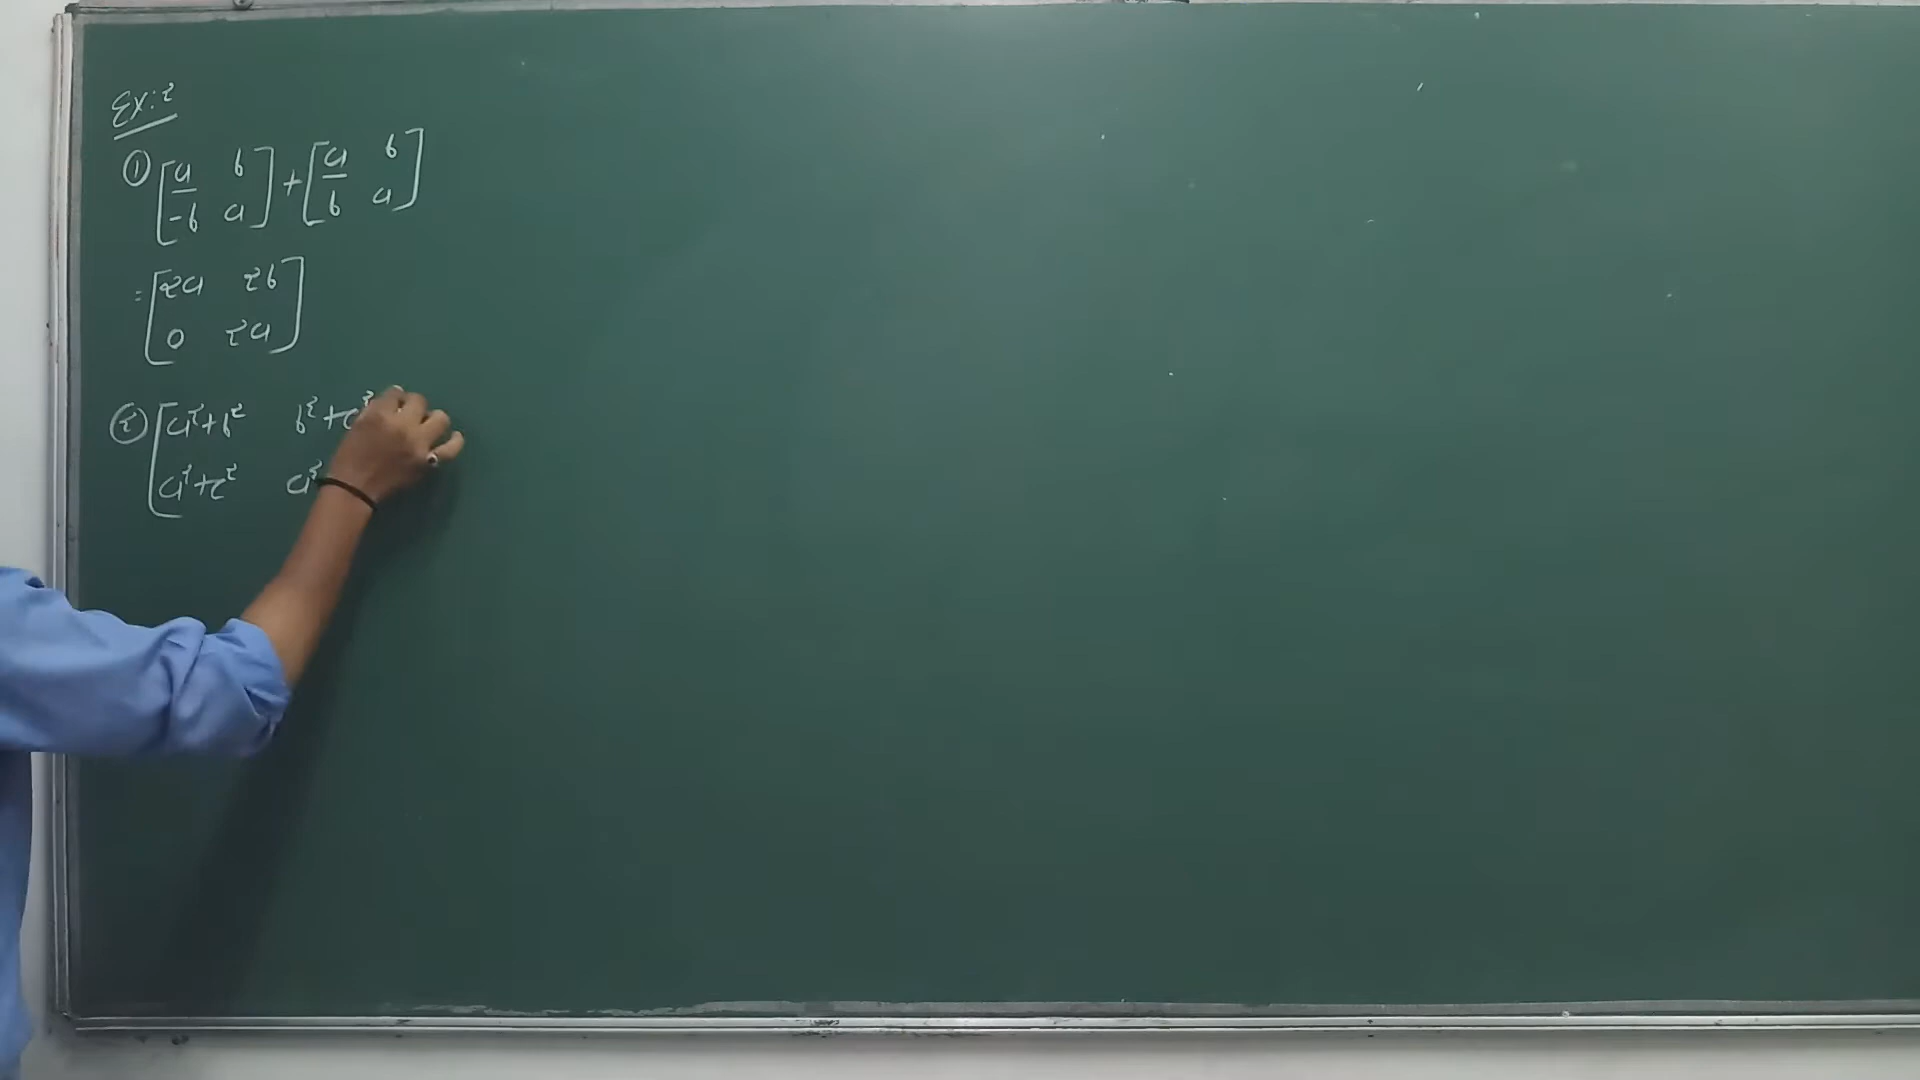 Ex:2
① [a b] + [a b]
[-b a] [b a]
= [2a 2b]
[0 2a]
② [a²+b² b²+c²
[a²+c² a²